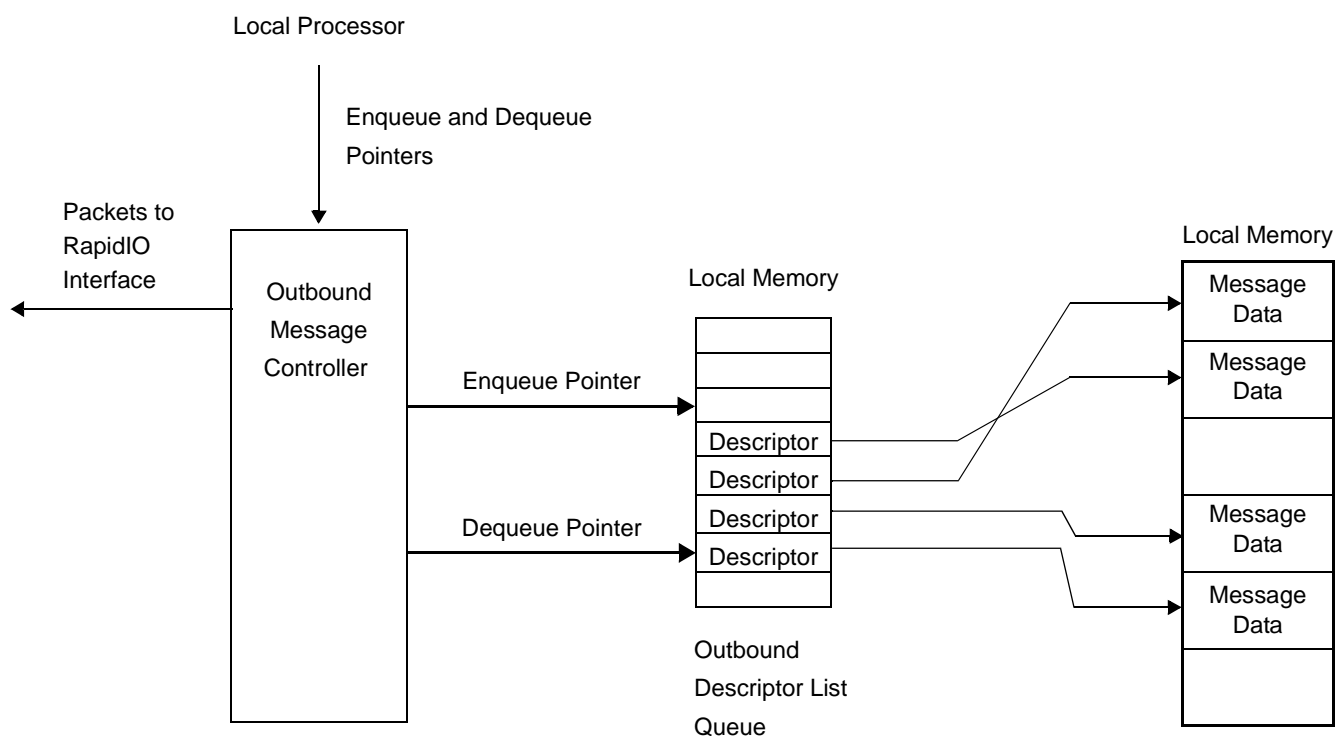 Local Processor
Enqueue and Dequeue
Pointers
Packets to
RapidIO
Interface
Outbound
Message
Controller
Enqueue Pointer
Dequeue Pointer
Local Memory
Descriptor
Descriptor
Descriptor
Descriptor
Outbound
Descriptor List
Queue
Local Memory
Message
Data
Message
Data
Message
Data
Message
Data